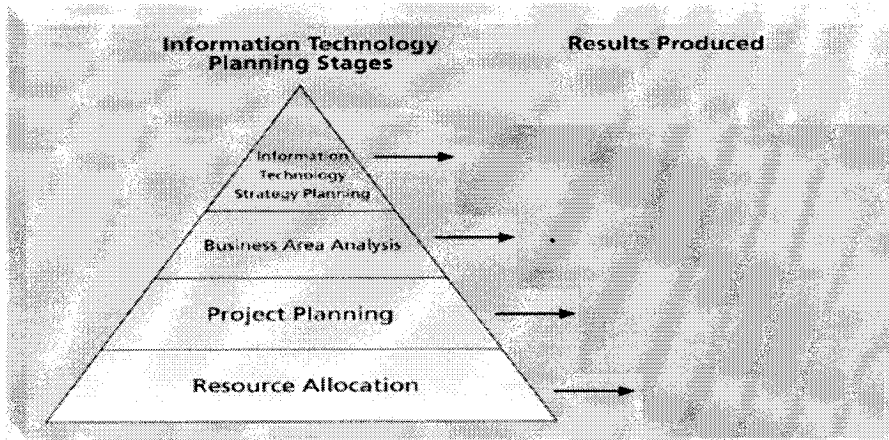 Information Technology
Planning Stages
Results Produced
Information
Technology
Strategy Planning
Business Area Analysis
Project Planning
Resource Allocation